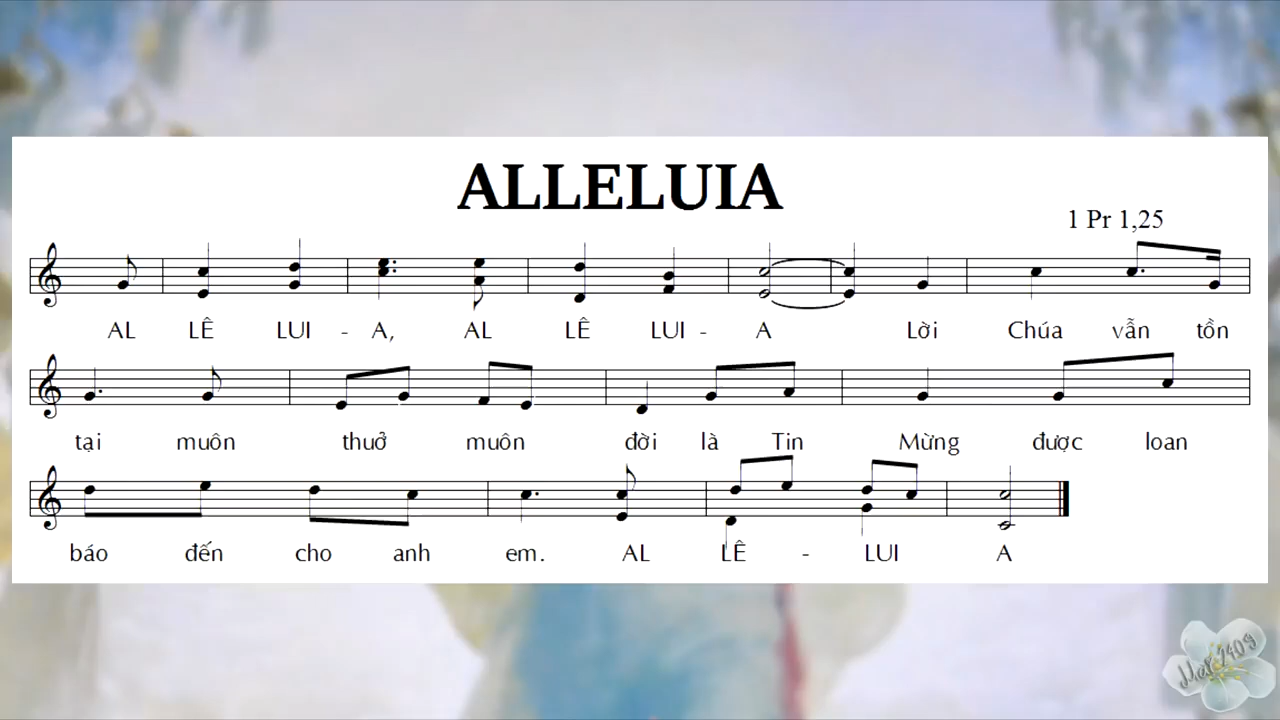 ALLELUIA
1 Pr 1,25
AL LÊ LUI - A, AL LÊ LUI - A Lời Chúa vẫn tồn
tại muôn thuở muôn đời là Tin Mừng được loan
báo đến cho anh em. AL LÊ - LUI A